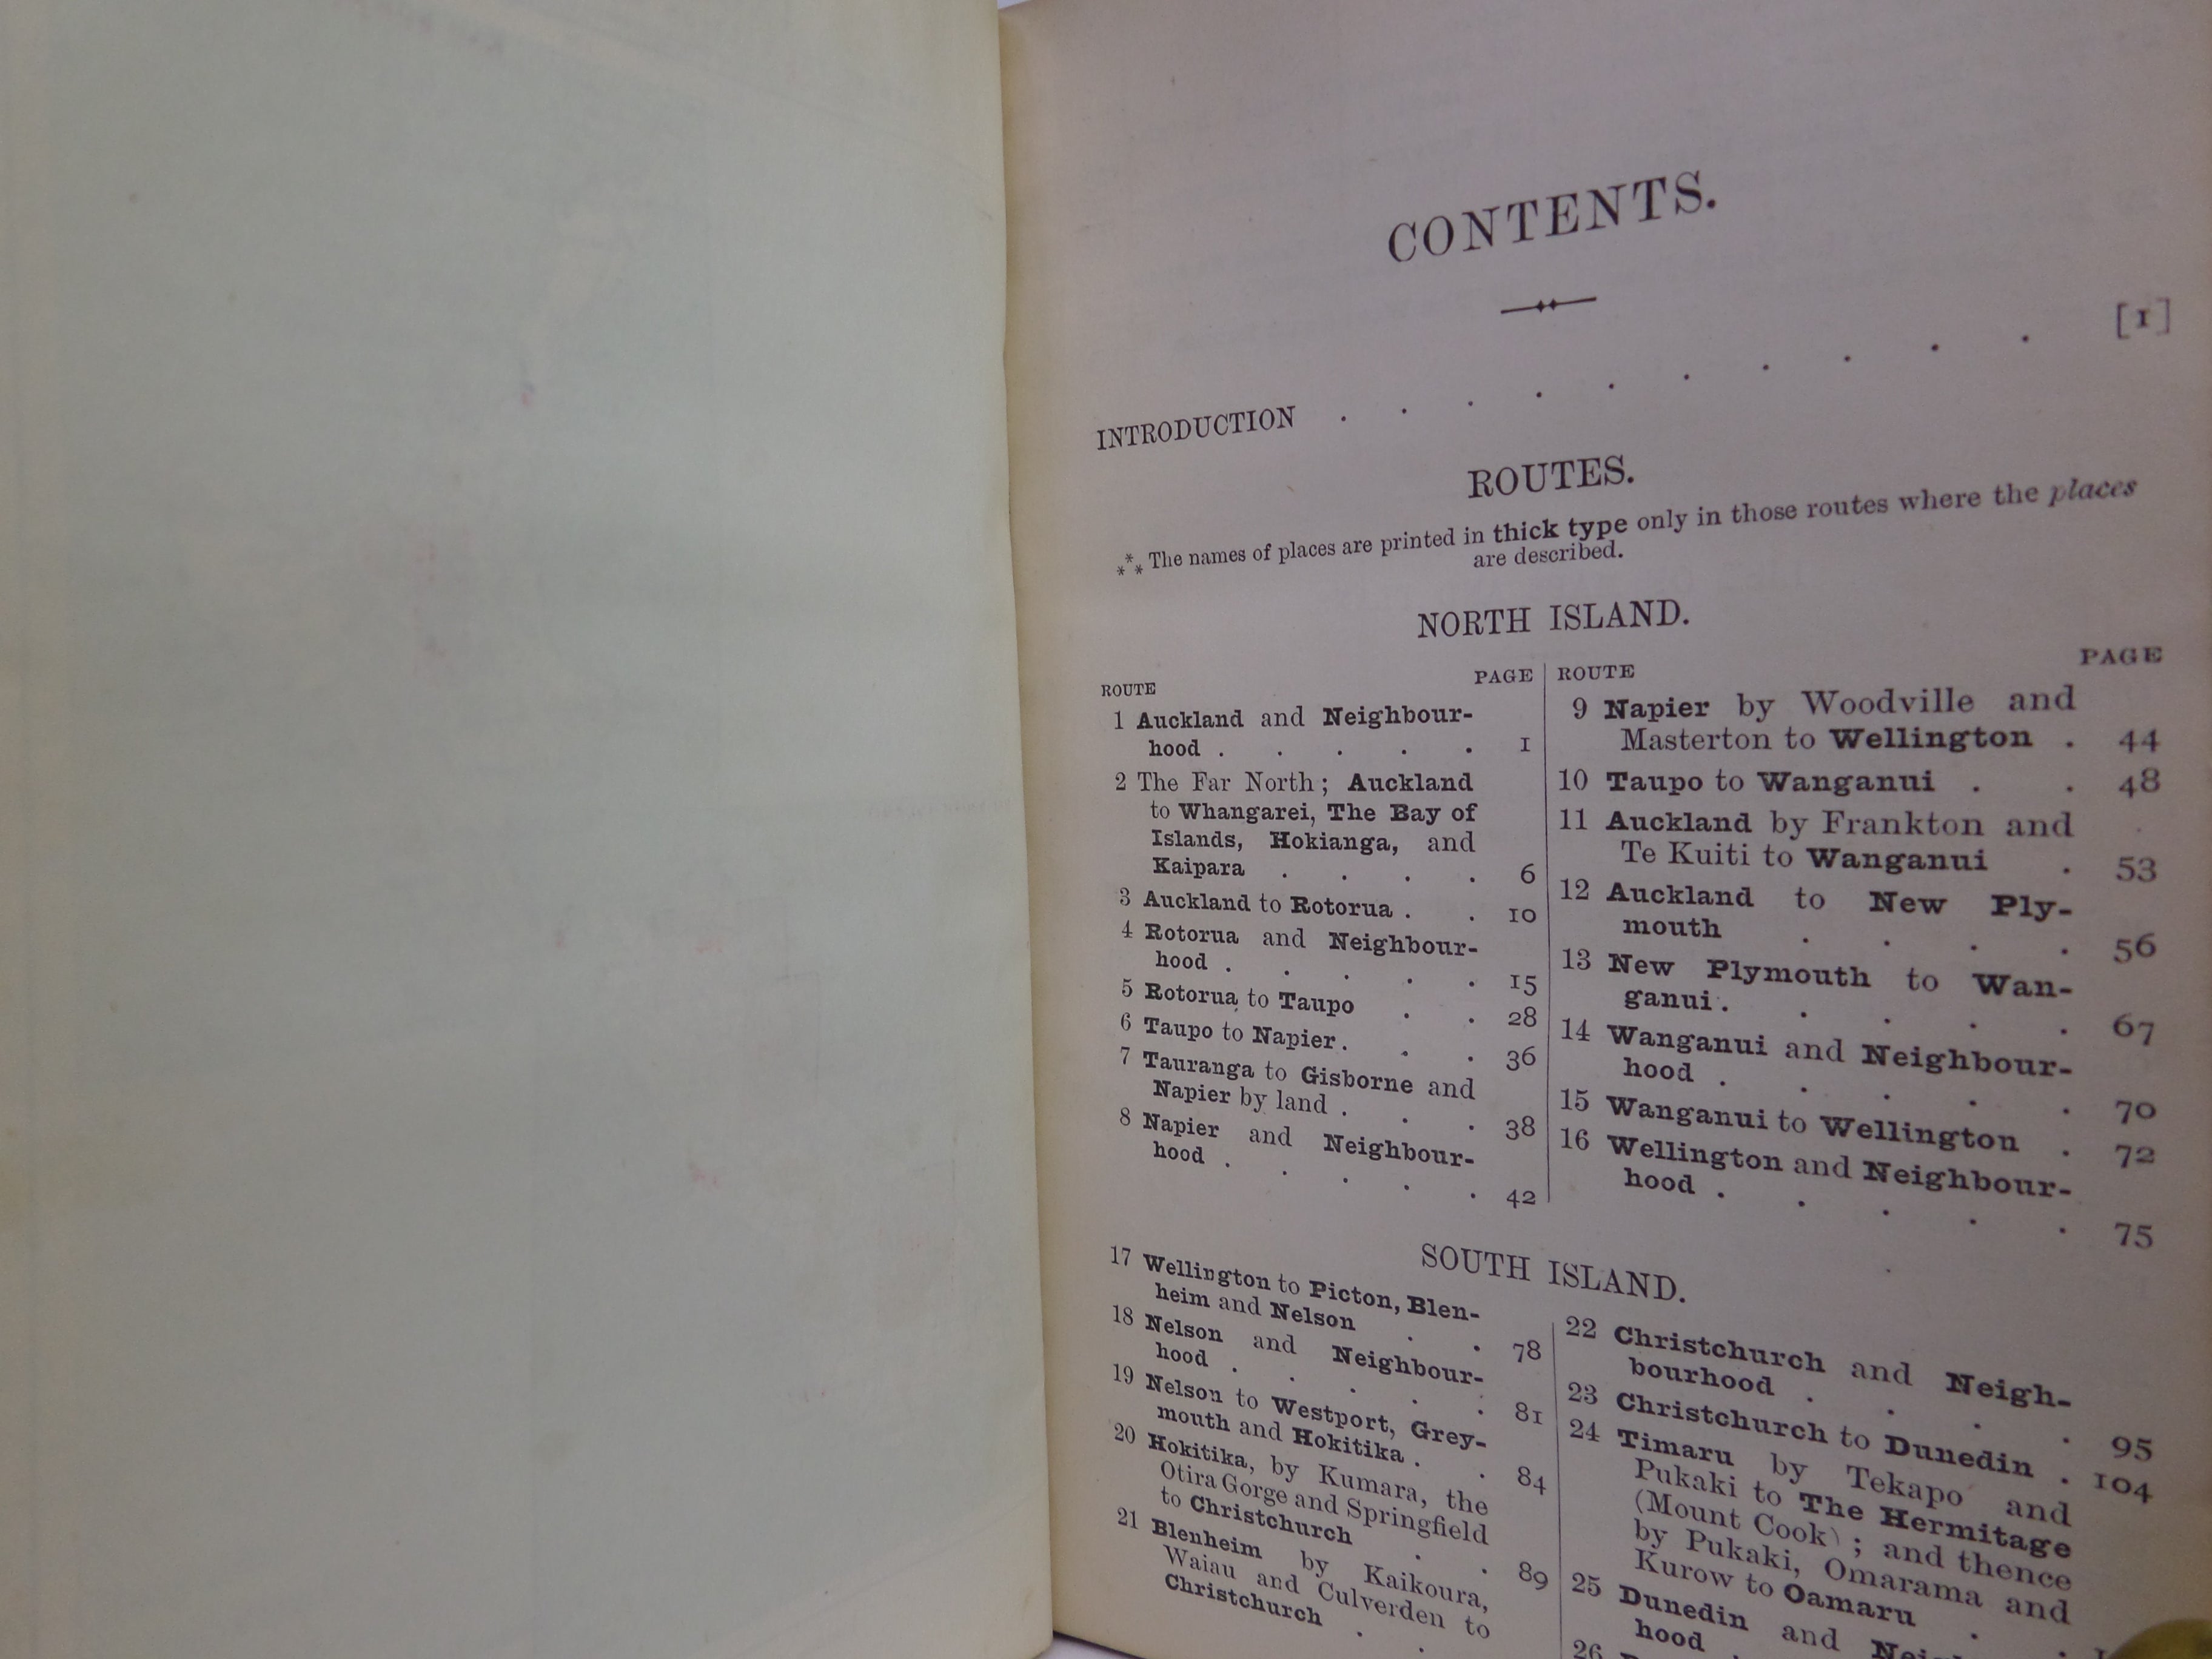 CONTENTS.
INTRODUCTION . . . . . . . . . . [1]
ROUTES.
⁂ The names of places are printed in thick type only in those routes where the places
are described.
NORTH ISLAND.
ROUTE PAGE
1 Auckland and Neighbour-
hood . . . . . 1
2 The Far North; Auckland
to Whangarei, The Bay of
Islands, Hokianga, and
Kaipara . . . . 6
3 Auckland to Rotorua . . 10
4 Rotorua and Neighbour-
hood . . . . . 15
5 Rotorua to Taupo . . 28
6 Taupo to Napier . . . 36
7 Tauranga to Gisborne and
Napier by land . . . 38
8 Napier and Neighbour-
hood . . . . . 42
ROUTE PAGE
9 Napier by Woodville and
Masterton to Wellington . 44
10 Taupo to Wanganui . . 48
11 Auckland by Frankton and
Te Kuiti to Wanganui . 53
12 Auckland to New Ply-
mouth . . . . 56
13 New Plymouth to Wan-
ganui . . . . . 67
14 Wanganui and Neighbour-
hood . . . . . 70
15 Wanganui to Wellington . 72
16 Wellington and Neighbour-
hood . . . . . 75
SOUTH ISLAND.
17 Wellington to Picton, Blen-
heim and Nelson . . 78
18 Nelson and Neighbour-
hood . . . . . 81
19 Nelson to Westport, Grey-
mouth and Hokitika . . 84
20 Hokitika, by Kumara, the
Otira Gorge and Springfield
to Christchurch . . 89
21 Blenheim by Kaikoura,
Waiau and Culverden to
Christchurch . .
22 Christchurch and Neigh-
bourhood . . . . 95
23 Christchurch to Dunedin . 104
24 Timaru by Tekapo and
Pukaki to The Hermitage
(Mount Cook); and thence
by Pukaki, Omarama and
Kurow to Oamaru . .
25 Dunedin and
hood .
26